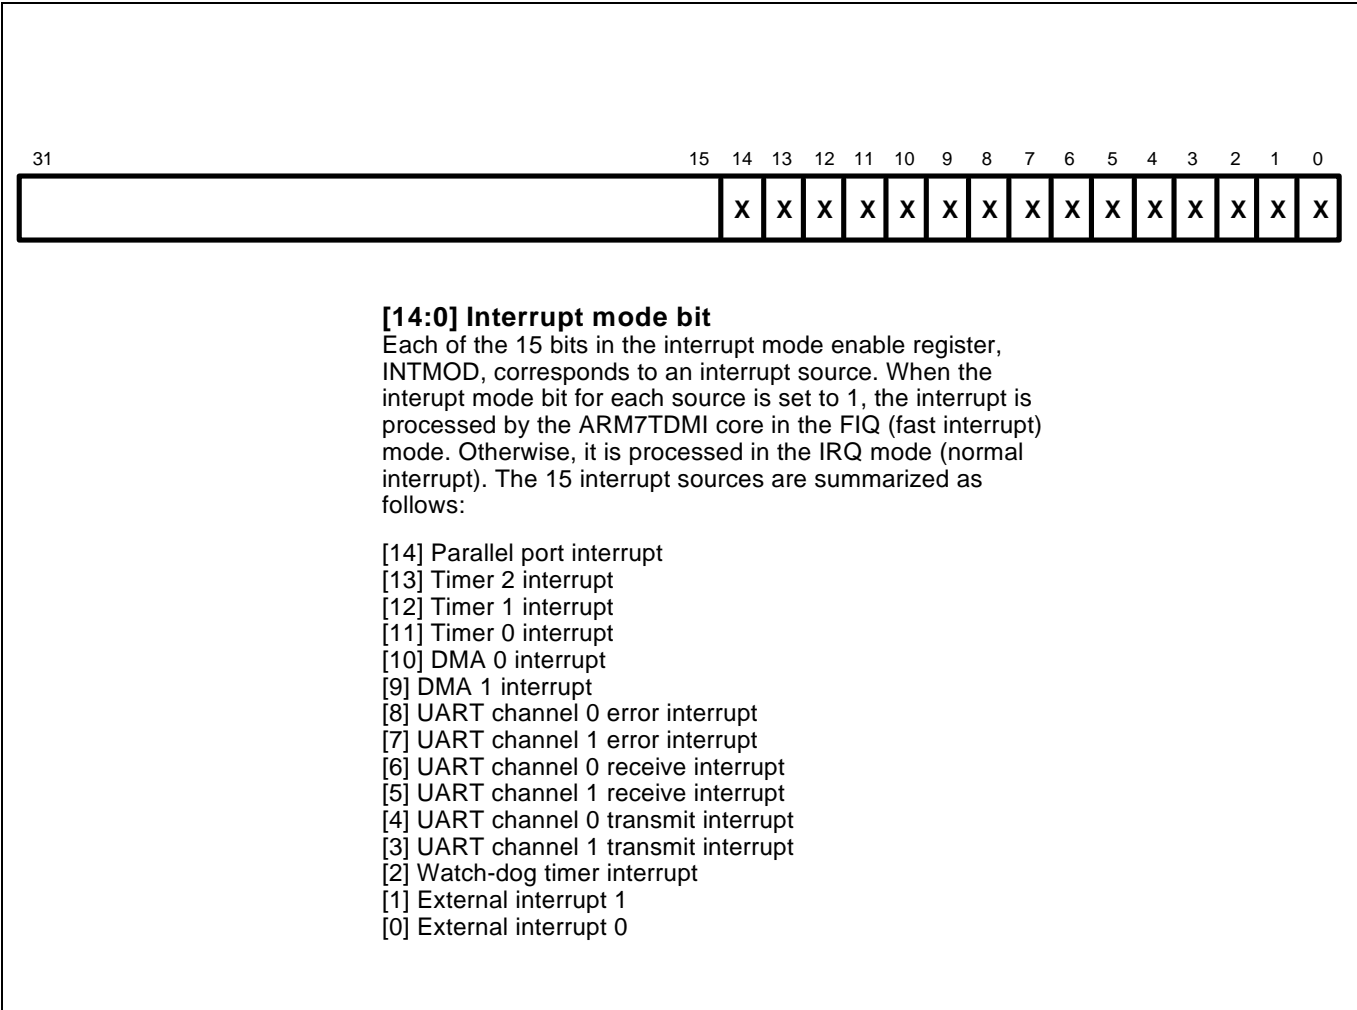 31 15 14 13 12 11 10 9 8 7 6 5 4 3 2 1 0
X X X X X X X X X X X X X X X
[14:0] Interrupt mode bit
Each of the 15 bits in the interrupt mode enable register,
INTMOD, corresponds to an interrupt source. When the
interupt mode bit for each source is set to 1, the interrupt is
processed by the ARM7TDMI core in the FIQ (fast interrupt)
mode. Otherwise, it is processed in the IRQ mode (normal
interrupt). The 15 interrupt sources are summarized as
follows:
[14] Parallel port interrupt
[13] Timer 2 interrupt
[12] Timer 1 interrupt
[11] Timer 0 interrupt
[10] DMA 0 interrupt
[9] DMA 1 interrupt
[8] UART channel 0 error interrupt
[7] UART channel 1 error interrupt
[6] UART channel 0 receive interrupt
[5] UART channel 1 receive interrupt
[4] UART channel 0 transmit interrupt
[3] UART channel 1 transmit interrupt
[2] Watch-dog timer interrupt
[1] External interrupt 1
[0] External interrupt 0